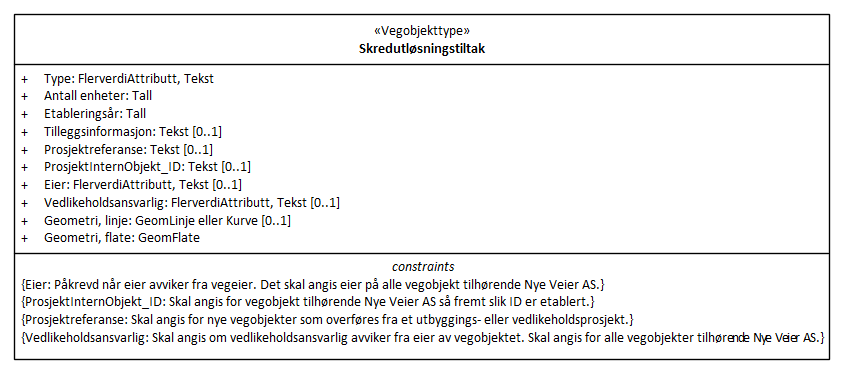 «Vegobjekttype»
Skredutløsningstiltak
+ Type: FlerverdiAttributt, Tekst
+ Antall enheter: Tall
+ Etableringsår: Tall
+ Tilleggsinformasjon: Tekst [0..1]
+ Prosjektreferanse: Tekst [0..1]
+ ProsjektInternObjekt_ID: Tekst [0..1]
+ Eier: FlerverdiAttributt, Tekst [0..1]
+ Vedlikeholdsansvarlig: FlerverdiAttributt, Tekst [0..1]
+ Geometri, linje: GeomLinje eller Kurve [0..1]
+ Geometri, flate: GeomFlate
constraints
{Eier: Påkrevd når eier avviker fra vegeier. Det skal angis eier på alle vegobjekt tilhørende Nye Veier AS.}
{ProsjektInternObjekt_ID: Skal angis for vegobjekt tilhørende Nye Veier AS så fremt slik ID er etablert.}
{Prosjektreferanse: Skal angis for nye vegobjekter som overføres fra et utbyggings- eller vedlikeholdsprosjekt.}
{Vedlikeholdsansvarlig: Skal angis om vedlikeholdsansvarlig avviker fra eier av vegobjektet. Skal angis for alle vegobjekter tilhørende Nye Veier AS.}